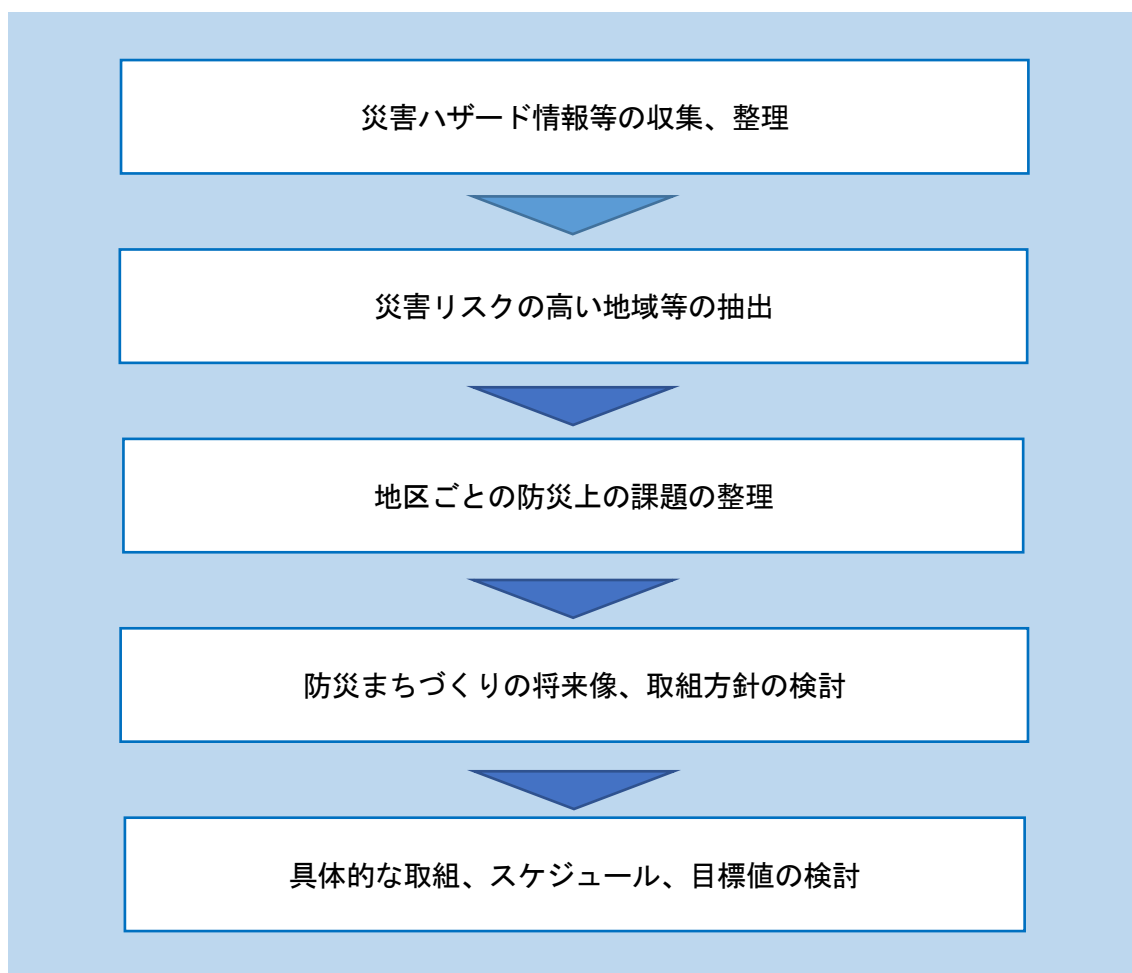 災害ハザード情報等の収集、整理
災害リスクの高い地域等の抽出
地区ごとの防災上の課題の整理
防災まちづくりの将来像、取組方針の検討
具体的な取組、スケジュール、目標値の検討